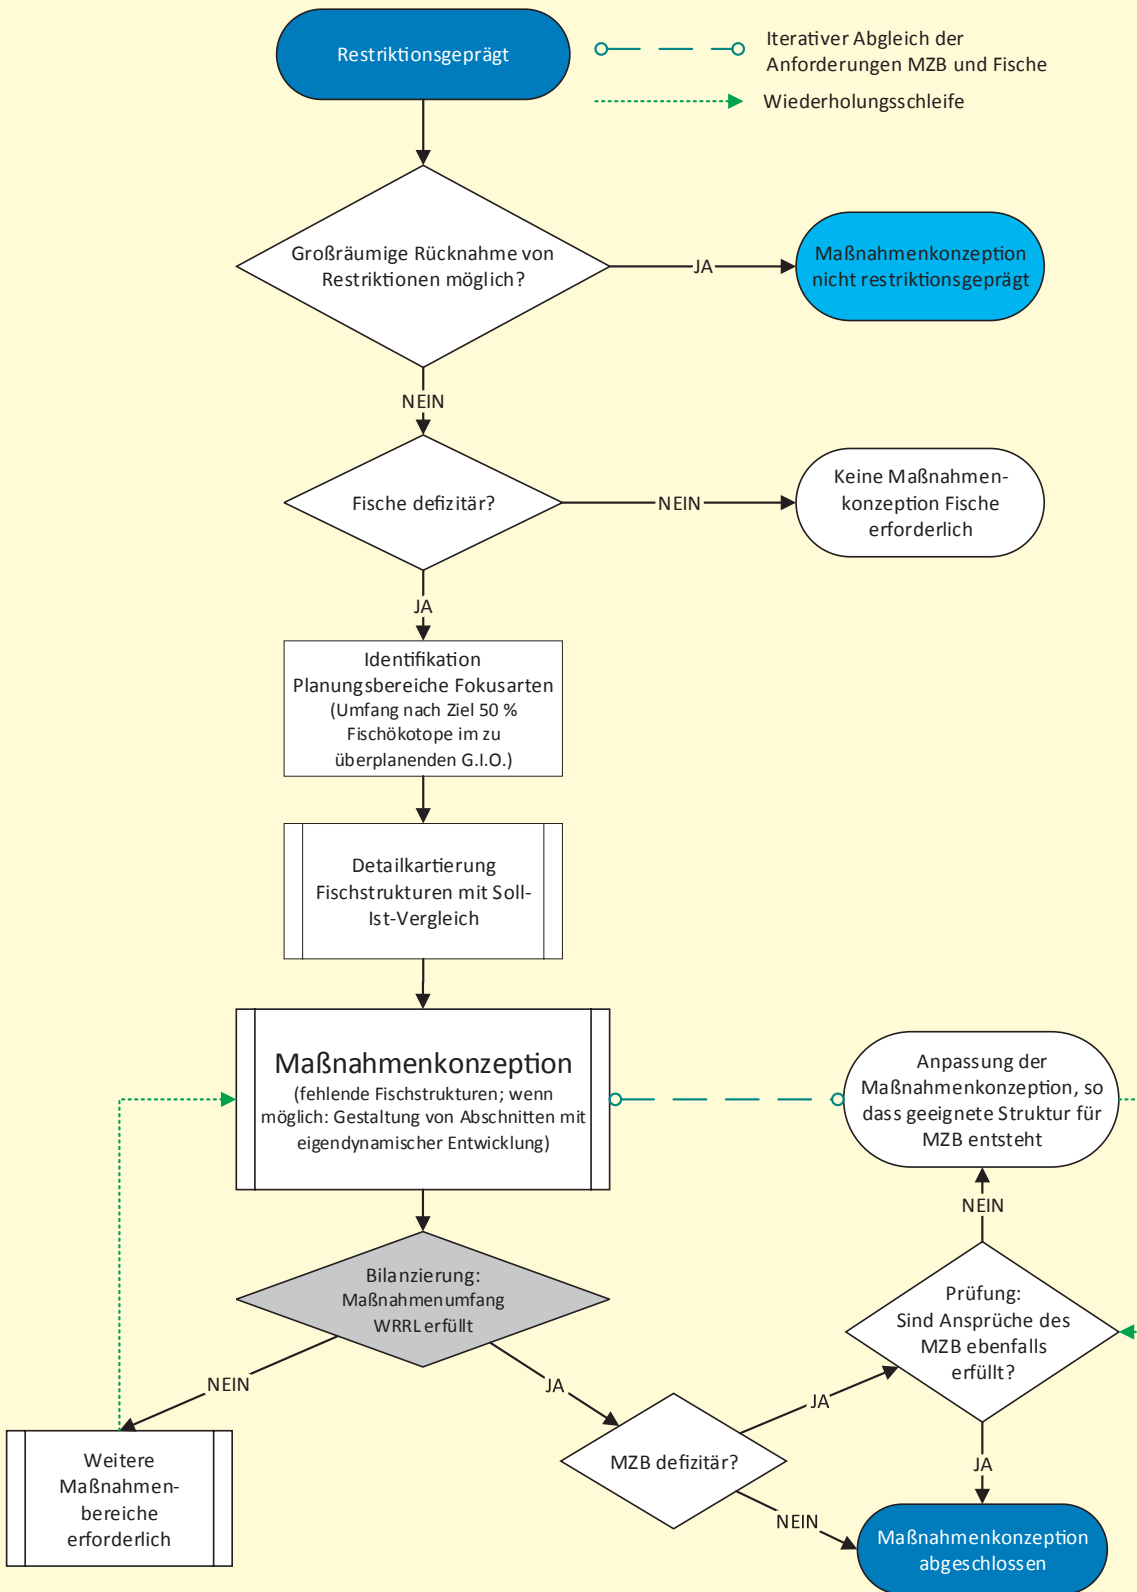 Restriktionsgeprägt
Iterativer Abgleich der
Anforderungen MZB und Fische
Wiederholungsschleife
Großräumige Rücknahme von
Restriktionen möglich?
JA
Maßnahmenkonzeption
nicht restriktionsgeprägt
NEIN
Fische defizitär?
NEIN
Keine Maßnahmen-
konzeption Fische
erforderlich
JA
Identifikation
Planungsbereiche Fokusarten
(Umfang nach Ziel 50 %
Fischökotope im zu
überplanenden G.I.O.)
Detailkartierung
Fischstrukturen mit Soll-
Ist-Vergleich
Maßnahmenkonzeption
(fehlende Fischstrukturen; wenn
möglich: Gestaltung von Abschnitten mit
eigendynamischer Entwicklung)
Anpassung der
Maßnahmenkonzeption, so
dass geeignete Struktur für
MZB entsteht
NEIN
Bilanzierung:
Maßnahmenumfang
WRRL erfüllt
Prüfung:
Sind Ansprüche des
MZB ebenfalls
erfüllt?
NEIN
JA
JA
Weitere
Maßnahmen-
bereiche
erforderlich
MZB defizitär?
JA
NEIN
Maßnahmenkonzeption
abgeschlossen